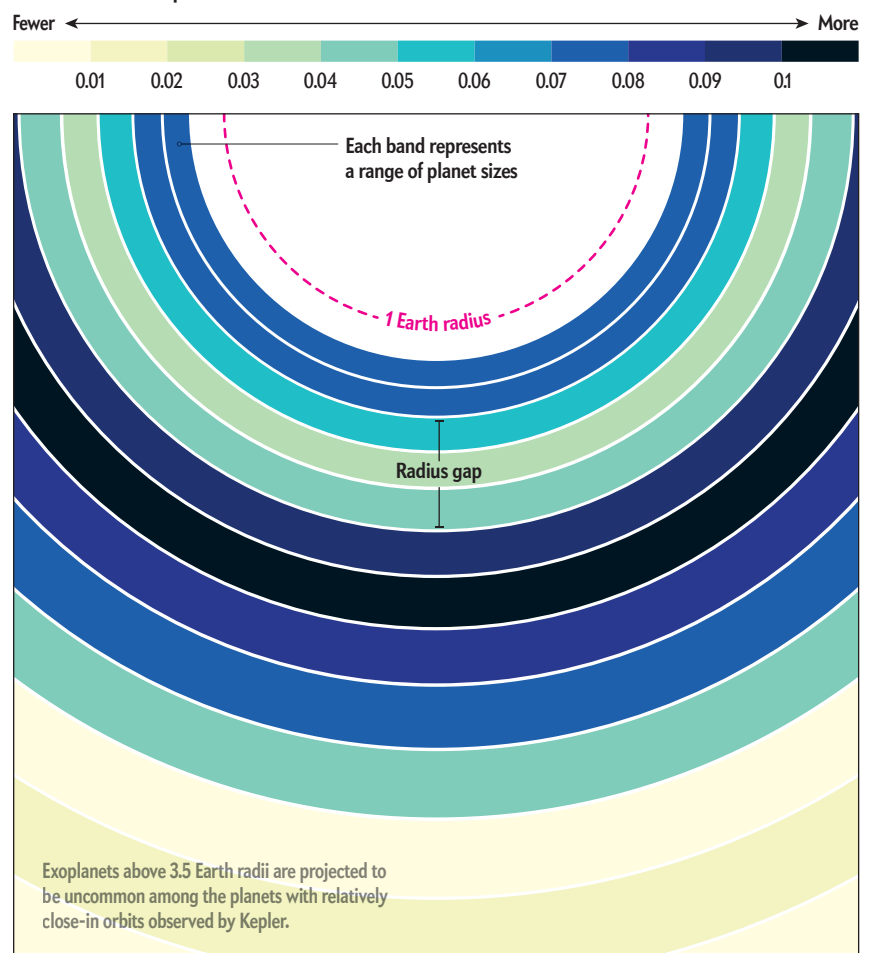 Fewer More
0.01 0.02 0.03 0.04 0.05 0.06 0.07 0.08 0.09 0.1
Each band represents
a range of planet sizes
1 Earth radius
Radius gap
Exoplanets above 3.5 Earth radii are projected to
be uncommon among the planets with relatively
close-in orbits observed by Kepler.